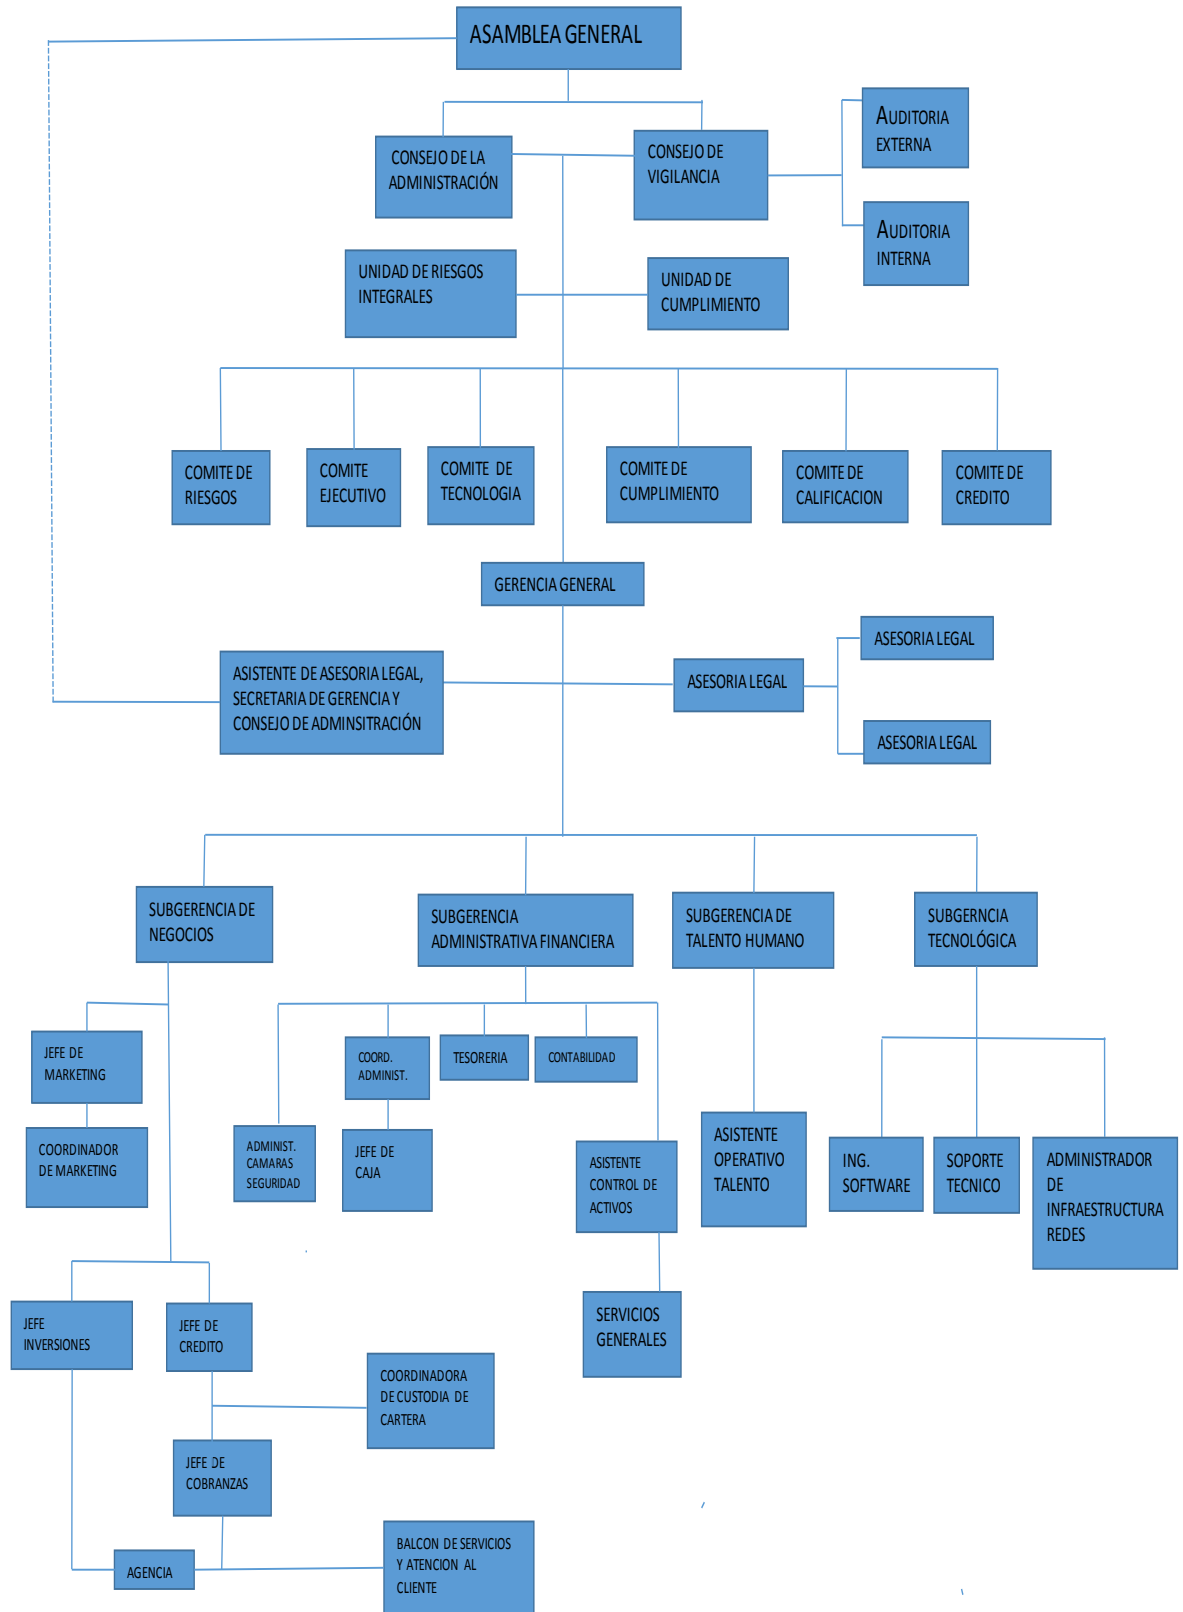 ASAMBLEA GENERAL
CONSEJO DE LA
ADMINISTRACIÓN
CONSEJO DE
VIGILANCIA
AUDITORIA
EXTERNA
AUDITORIA
INTERNA
UNIDAD DE RIESGOS
INTEGRALES
UNIDAD DE
CUMPLIMIENTO
COMITE DE
RIESGOS
COMITE
EJECUTIVO
COMITE DE
TECNOLOGIA
COMITE DE
CUMPLIMIENTO
COMITE DE
CALIFICACION
COMITE DE
CREDITO
GERENCIA GENERAL
ASISTENTE DE ASESORIA LEGAL,
SECRETARIA DE GERENCIA Y
CONSEJO DE ADMINSITRACIÓN
ASESORIA LEGAL
ASESORIA LEGAL
ASESORIA LEGAL
SUBGERENCIA DE
NEGOCIOS
SUBGERENCIA
ADMINISTRATIVA FINANCIERA
SUBGERENCIA DE
TALENTO HUMANO
SUBGERNCIA
TECNOLÓGICA
JEFE DE
MARKETING
COORDINADOR
DE MARKETING
COORD.
ADMINIST.
TESORERIA
CONTABILIDAD
ADMINIST.
CAMARAS
SEGURIDAD
JEFE DE
CAJA
ASISTENTE
CONTROL DE
ACTIVOS
ASISTENTE
OPERATIVO
TALENTO
ING.
SOFTWARE
SOPORTE
TECNICO
ADMINISTRADOR
DE
INFRAESTRUCTURA
REDES
JEFE
INVERSIONES
JEFE DE
CREDITO
SERVICIOS
GENERALES
COORDINADORA
DE CUSTODIA DE
CARTERA
JEFE DE
COBRANZAS
AGENCIA
BALCON DE SERVICIOS
Y ATENCION AL
CLIENTE